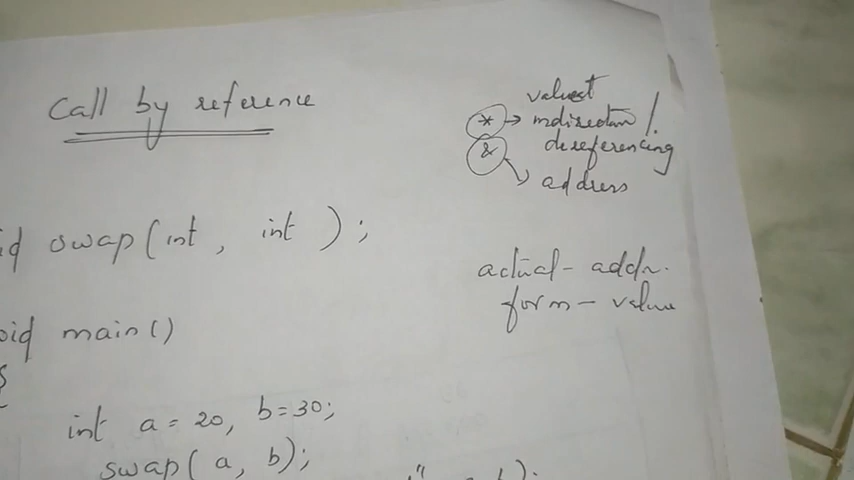 Call by reference
valueat
* → indirection /
& dereferencing
address
id swap(int, int );
actual - addr.
form - value
oid main()
{
int a = 20, b = 30;
swap( a, b);
" );